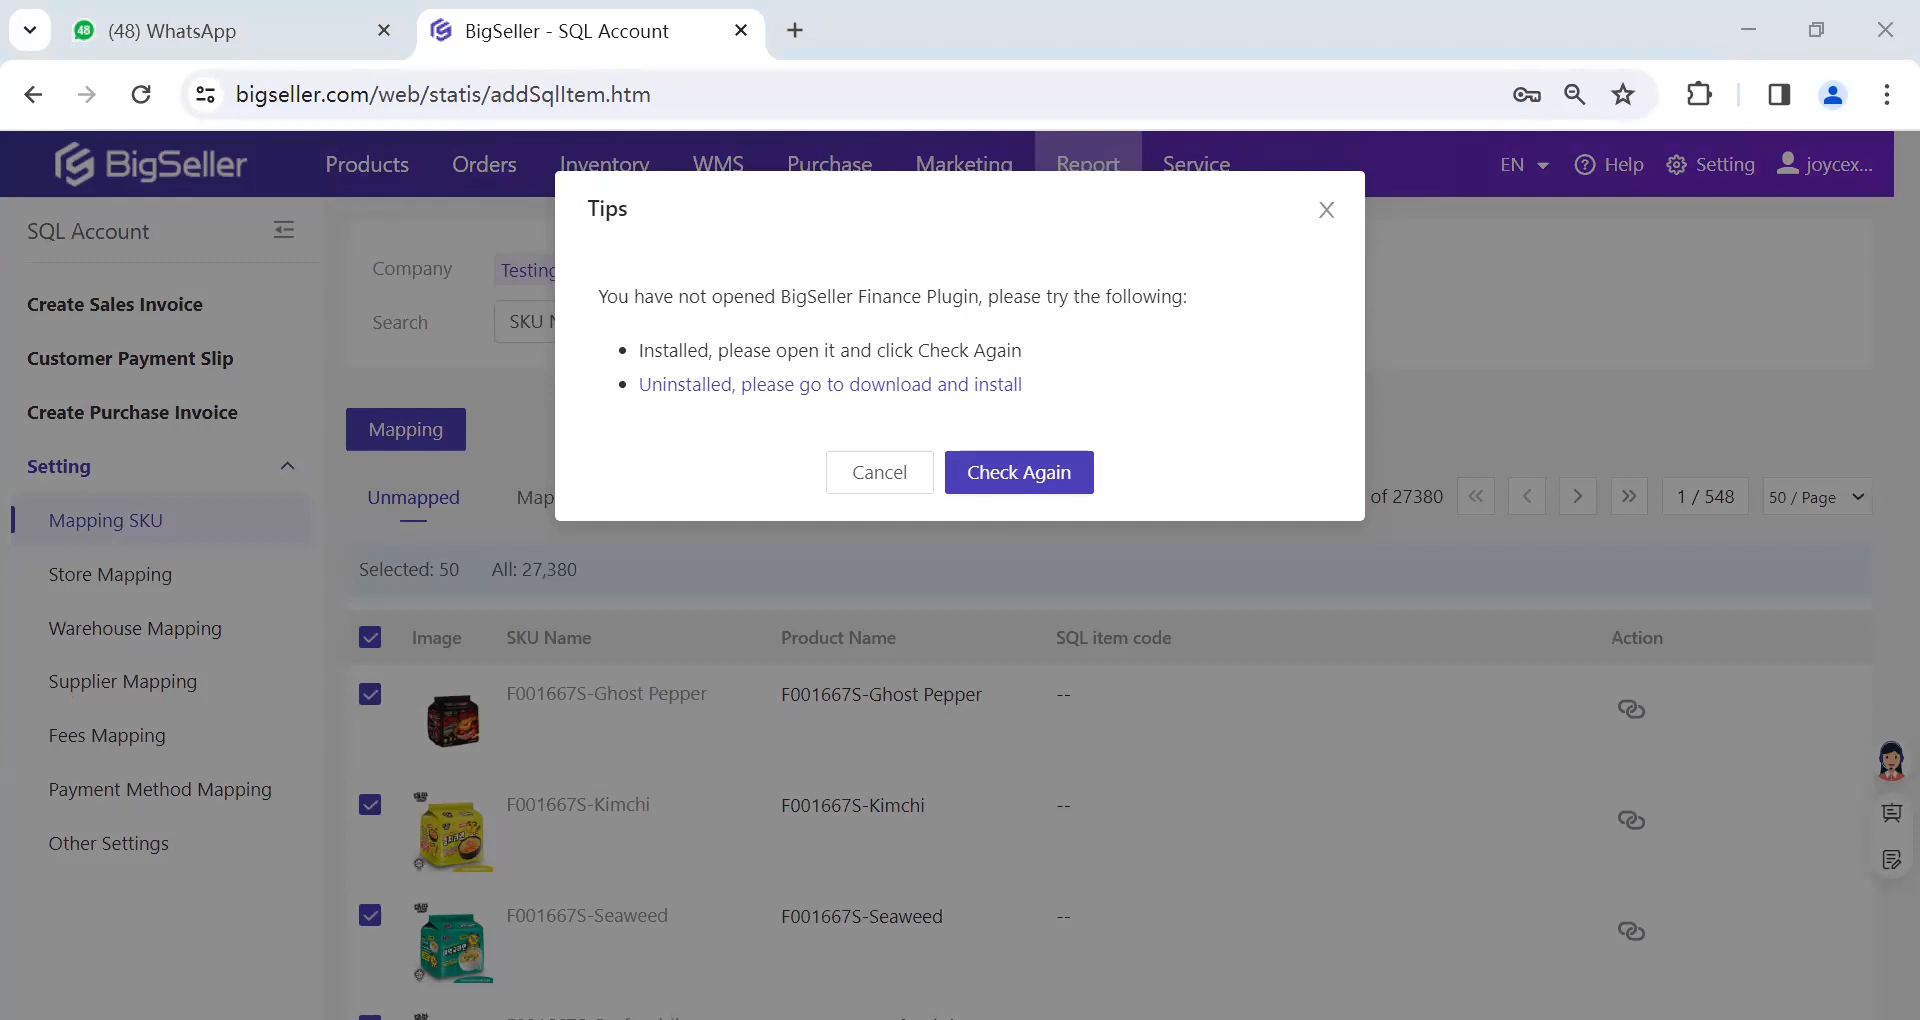 48
(48) WhatsApp
BigSeller - SQL Account
bigseller.com/web/statis/addSqlItem.htm
BigSeller
Products
Orders
Inventory
WMS
Purchase
Marketing
Report
Service
EN
Help
Setting
joycex...
SQL Account
Create Sales Invoice
Customer Payment Slip
Create Purchase Invoice
Setting
Mapping SKU
Store Mapping
Warehouse Mapping
Supplier Mapping
Fees Mapping
Payment Method Mapping
Other Settings
Company
Testing
Search
SKU N
Tips
You have not opened BigSeller Finance Plugin, please try the following:
Installed, please open it and click Check Again
Uninstalled, please go to download and install
Cancel
Check Again
Mapping
Unmapped
Map
of 27380
1 / 548
50 / Page
Selected: 50
All: 27,380
Image
SKU Name
Product Name
SQL item code
Action
F001667S-Ghost Pepper
F001667S-Ghost Pepper
--
F001667S-Kimchi
F001667S-Kimchi
--
F001667S-Seaweed
F001667S-Seaweed
--